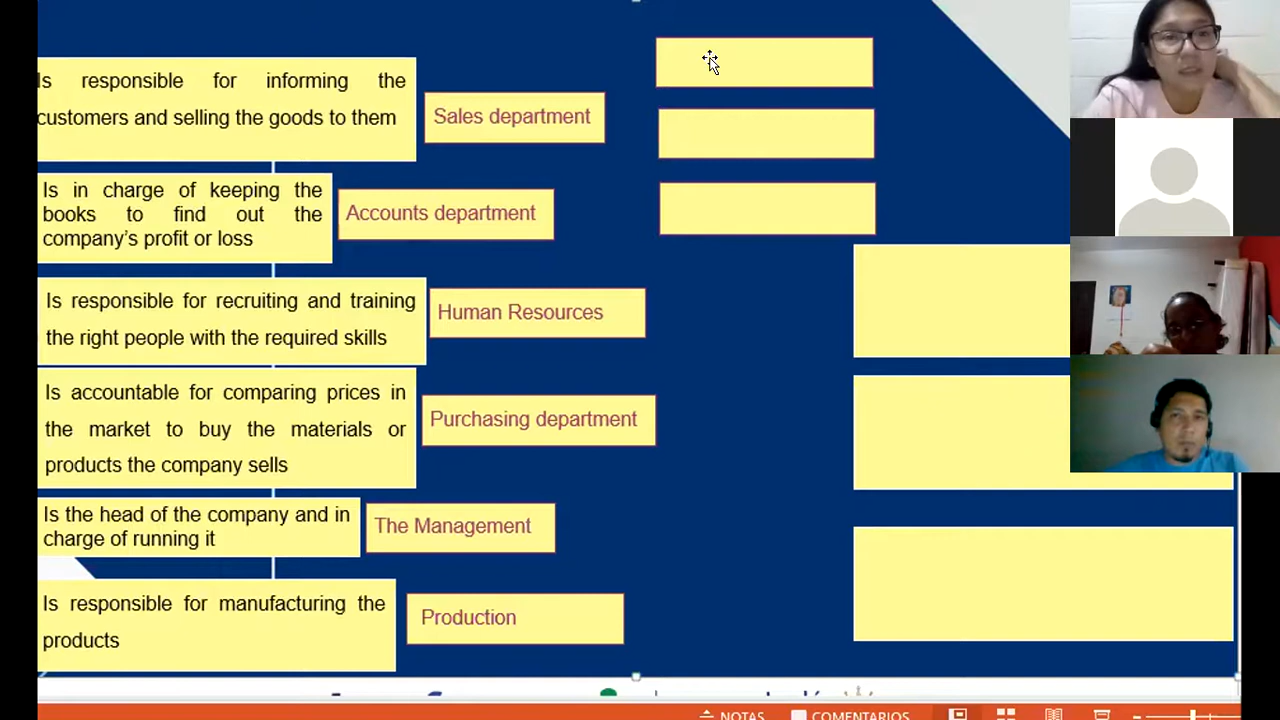 Is responsible for informing the
customers and selling the goods to them
Sales department
Is in charge of keeping the
books to find out the
company's profit or loss
Accounts department
Is responsible for recruiting and training
the right people with the required skills
Human Resources
Is accountable for comparing prices in
the market to buy the materials or
products the company sells
Purchasing department
Is the head of the company and in
charge of running it
The Management
Is responsible for manufacturing the
products
Production
NOTAS
COMENTARIOS